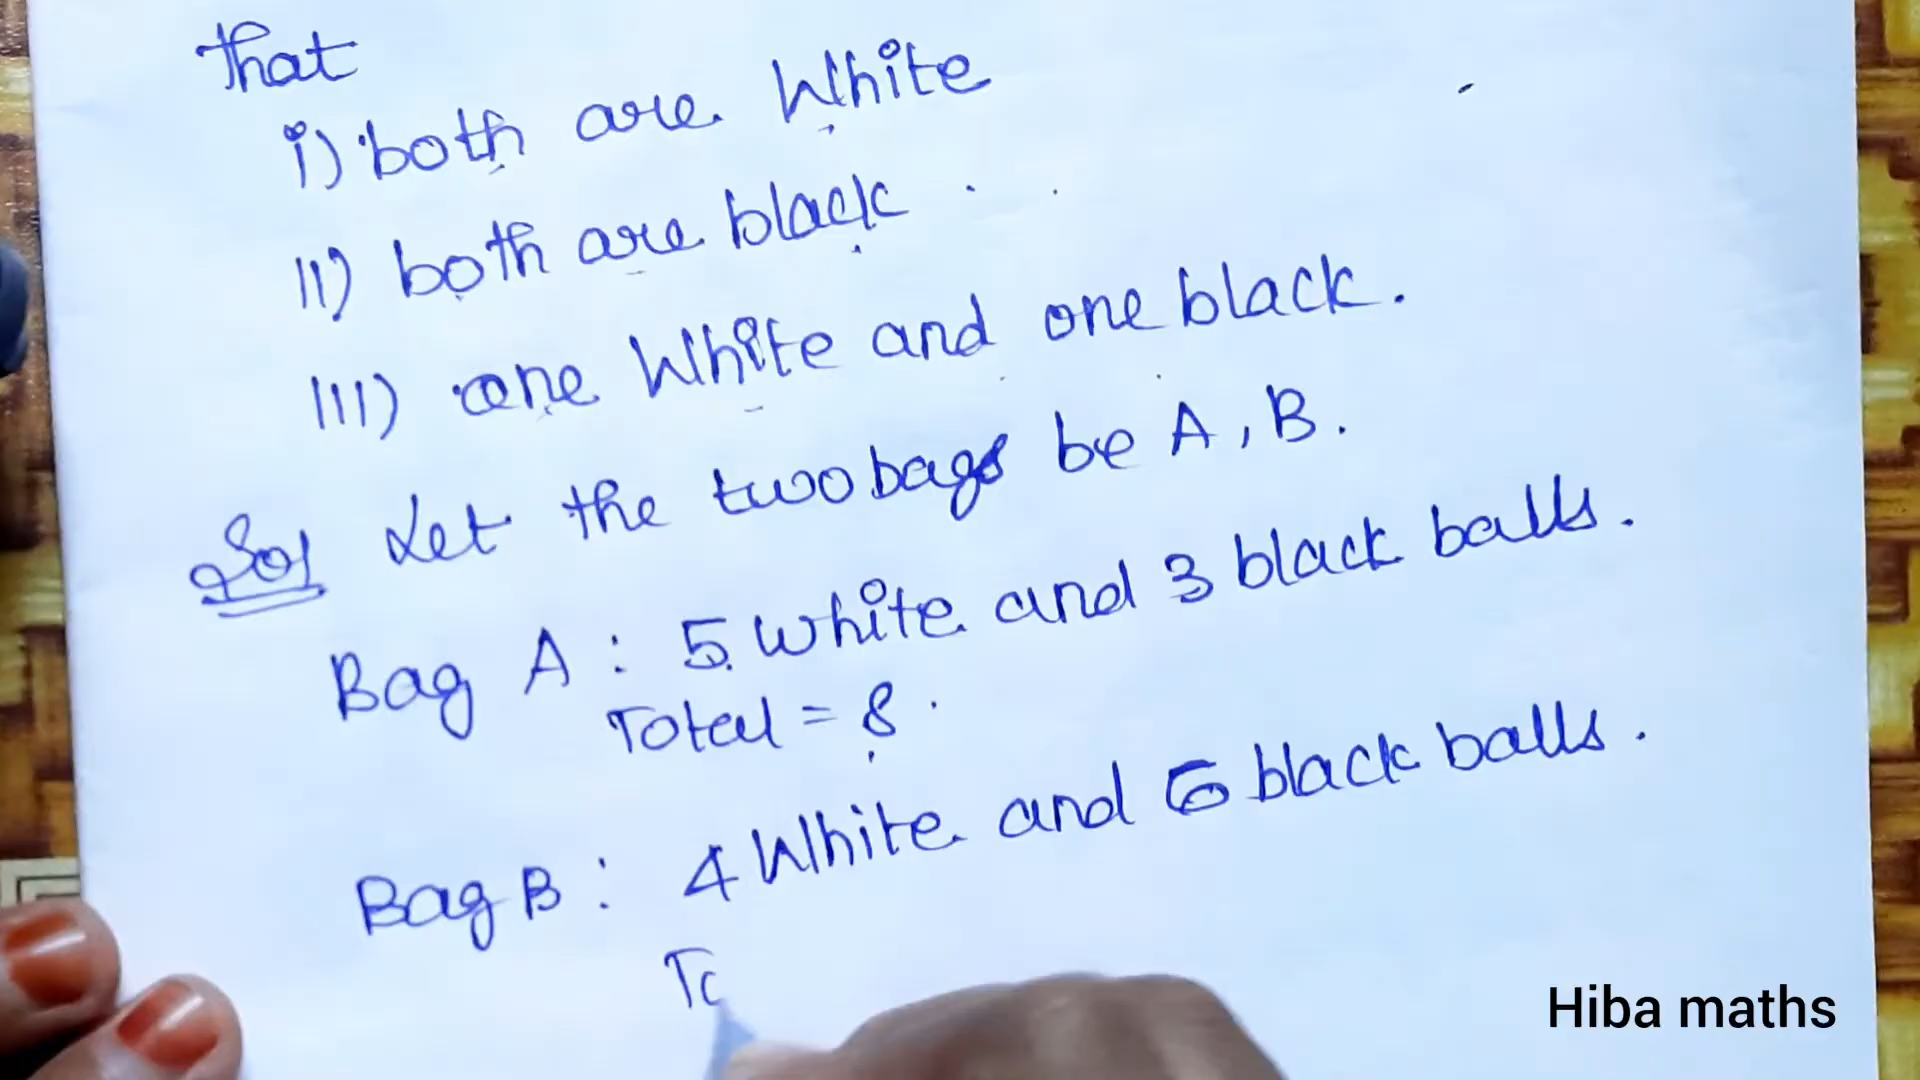 that
i) both are White
ii) both are black
iii) one White and one black.
Sol Let the two bags be A, B.
Bag A : 5 white and 3 black balls.
Total = 8.
Bag B : 4 White and 6 black balls.
To
Hiba maths